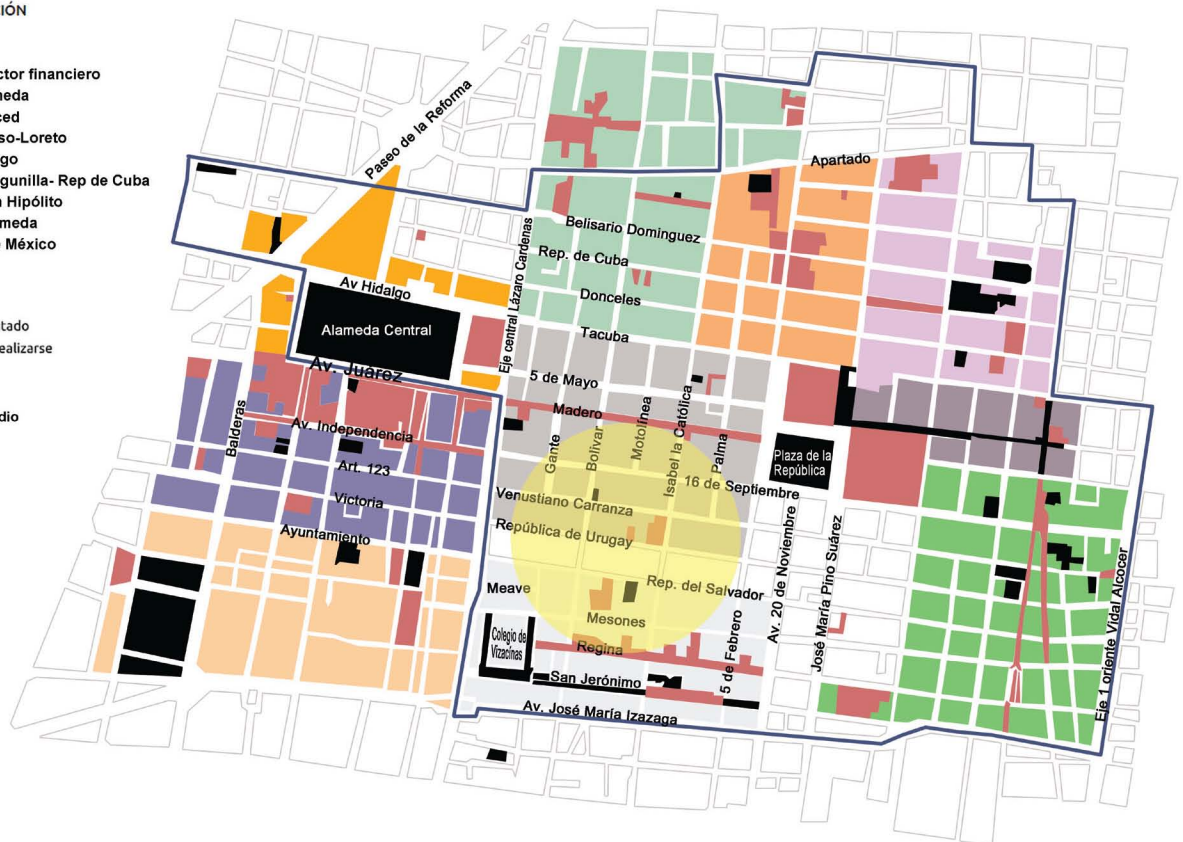 CIÓN
ctor financiero
neda
ced
so-Loreto
go
gunilla- Rep de Cuba
n Hipólito
ameda
e México
tado
ealizarse
dio
Paseo de la Reforma
Apartado
Belisario Dominguez
Rep. de Cuba
Eje central Lázaro Cardenas
Av Hidalgo
Donceles
Alameda Central
Tacuba
Av. Juárez
5 de Mayo
Madero
Balderas
Av. Independencia
Gante
Bolívar
Motolínea
Isabel la Católica
Palma
Plaza de la
República
Art. 123
16 de Septiembre
Victoria
Venustiano Carranza
Ayuntamiento
República de Urugay
Av. 20 de Noviembre
José María Pino Suárez
Meave
Rep. del Salvador
Mesones
Colegio de
Vizacínas
Regina
5 de Febrero
Eje 1 oriente Vidal Alcocer
San Jerónimo
Av. José María Izazaga